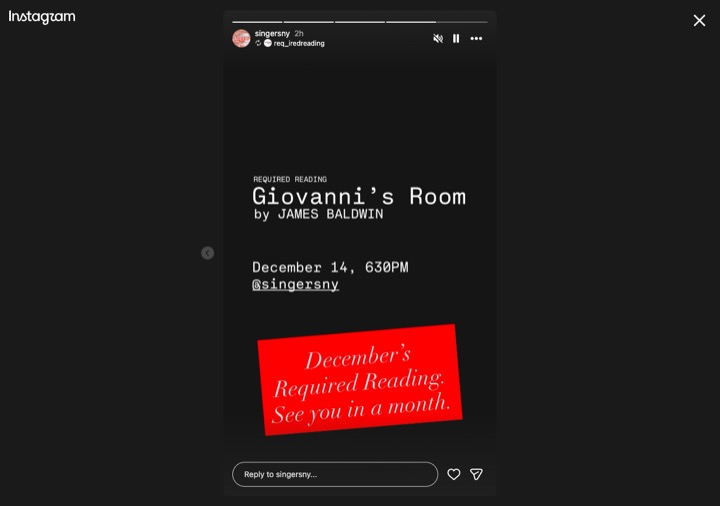 Instagram
singersny 2h
req_iredreading
REQUIRED READING
Giovanni's Room
by JAMES BALDWIN
December 14, 630PM
@singersny
December's
Required Reading.
See you in a month.
Reply to singersny...